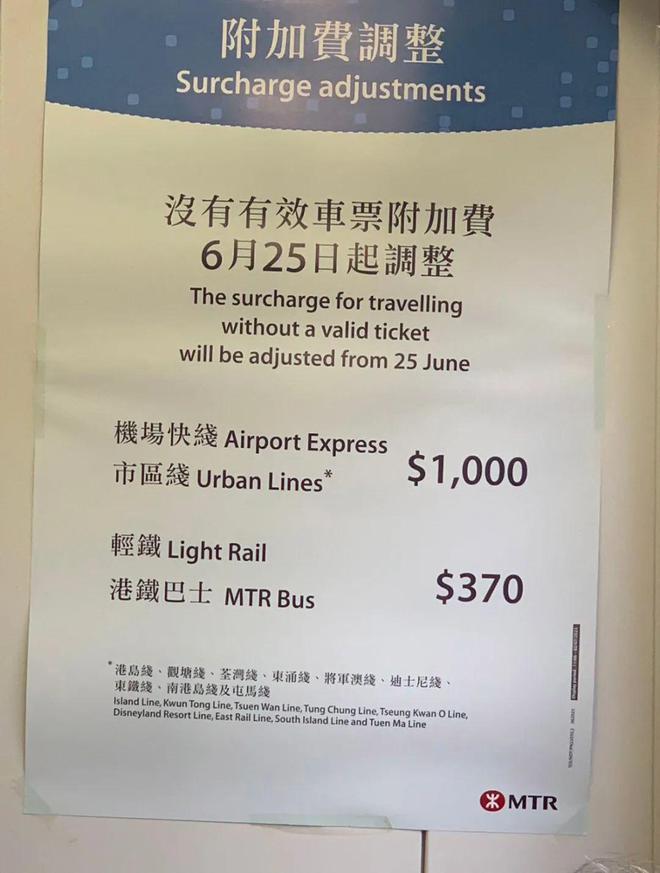 附加費調整
Surcharge adjustments
沒有有效車票附加費
6月25日起調整
The surcharge for travelling
without a valid ticket
will be adjusted from 25 June
機場快綫 Airport Express
市區綫 Urban Lines*
$1,000
輕鐵 Light Rail
港鐵巴士 MTR Bus
$370
*港島綫、觀塘綫、荃灣綫、東涌綫、將軍澳綫、迪士尼綫、
東鐵綫、南港島綫及屯馬綫
Island Line, Kwun Tong Line, Tsuen Wan Line, Tung Chung Line, Tseung Kwan O Line,
Disneyland Resort Line, East Rail Line, South Island Line and Tuen Ma Line
MTR